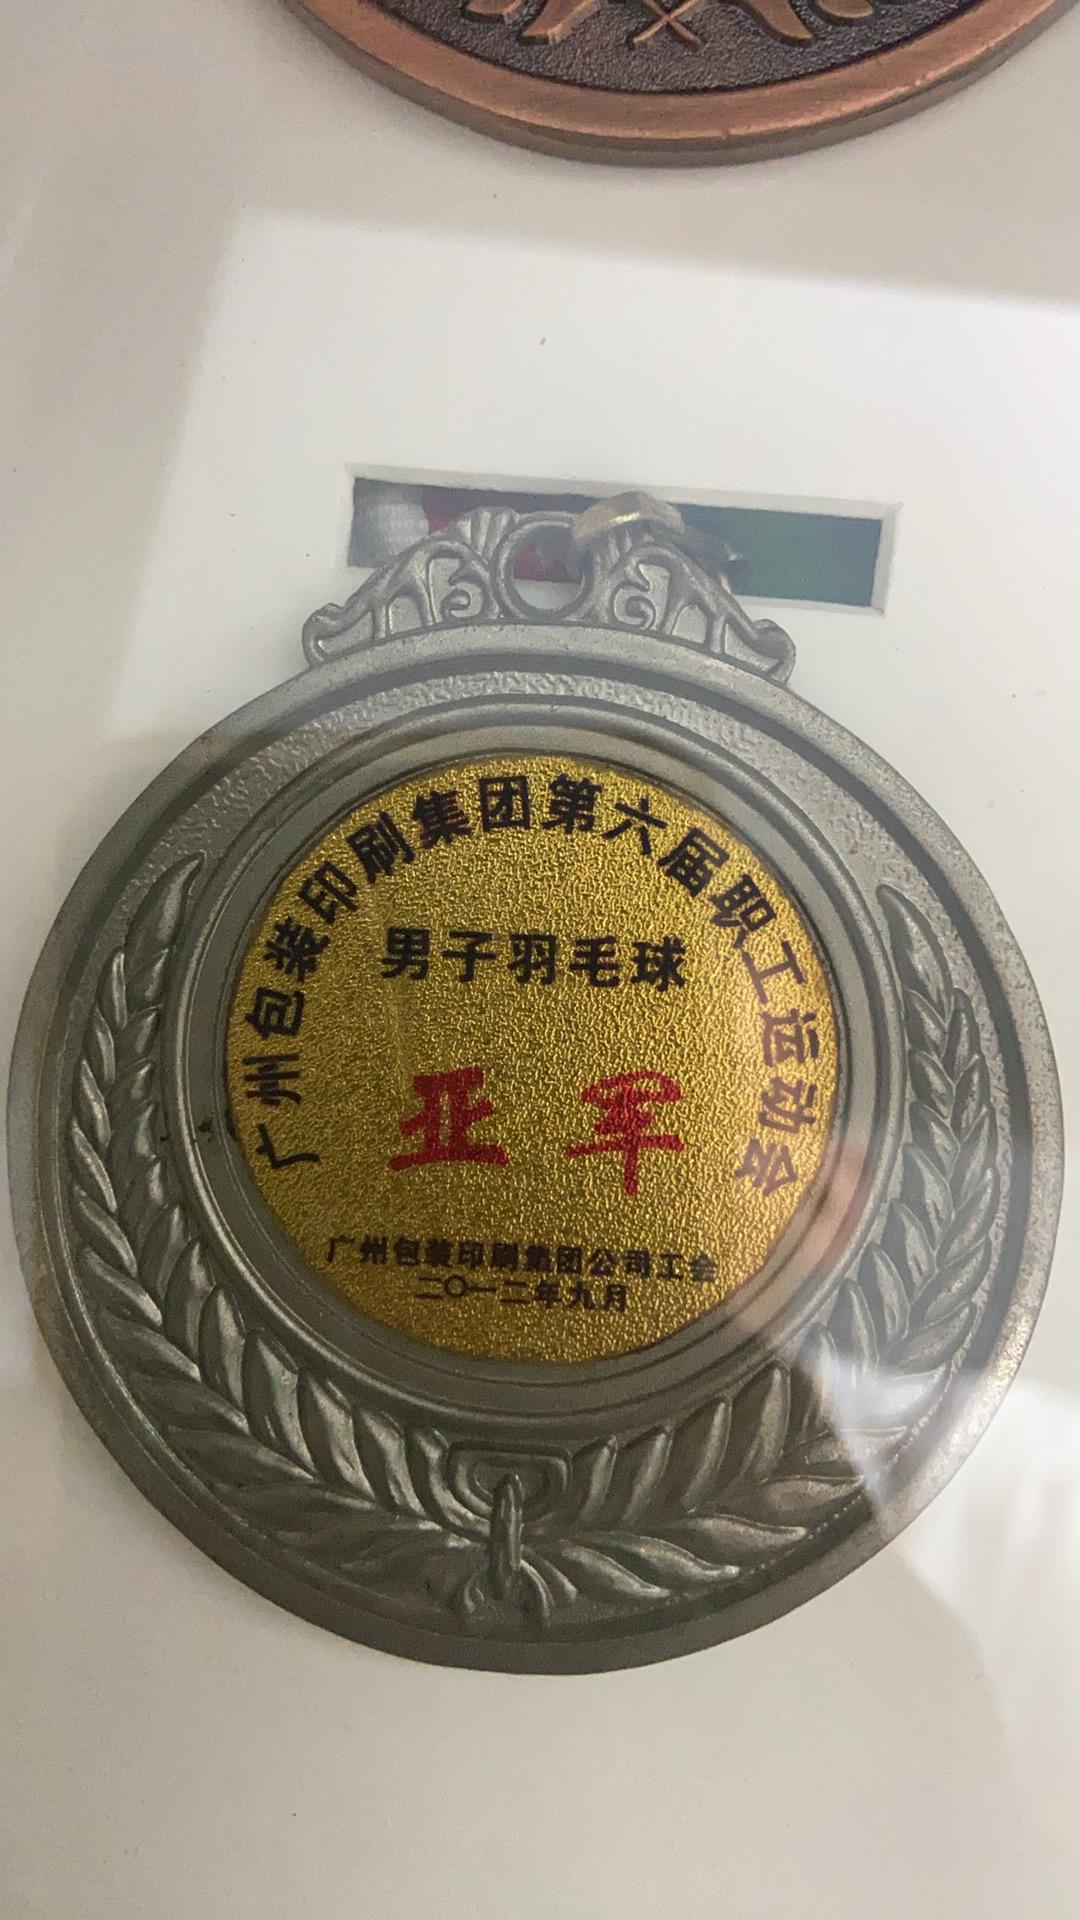 广州包装印刷集团第六届职工运动会
男子羽毛球
亚军
广州包装印刷集团公司工会
二〇一二年九月